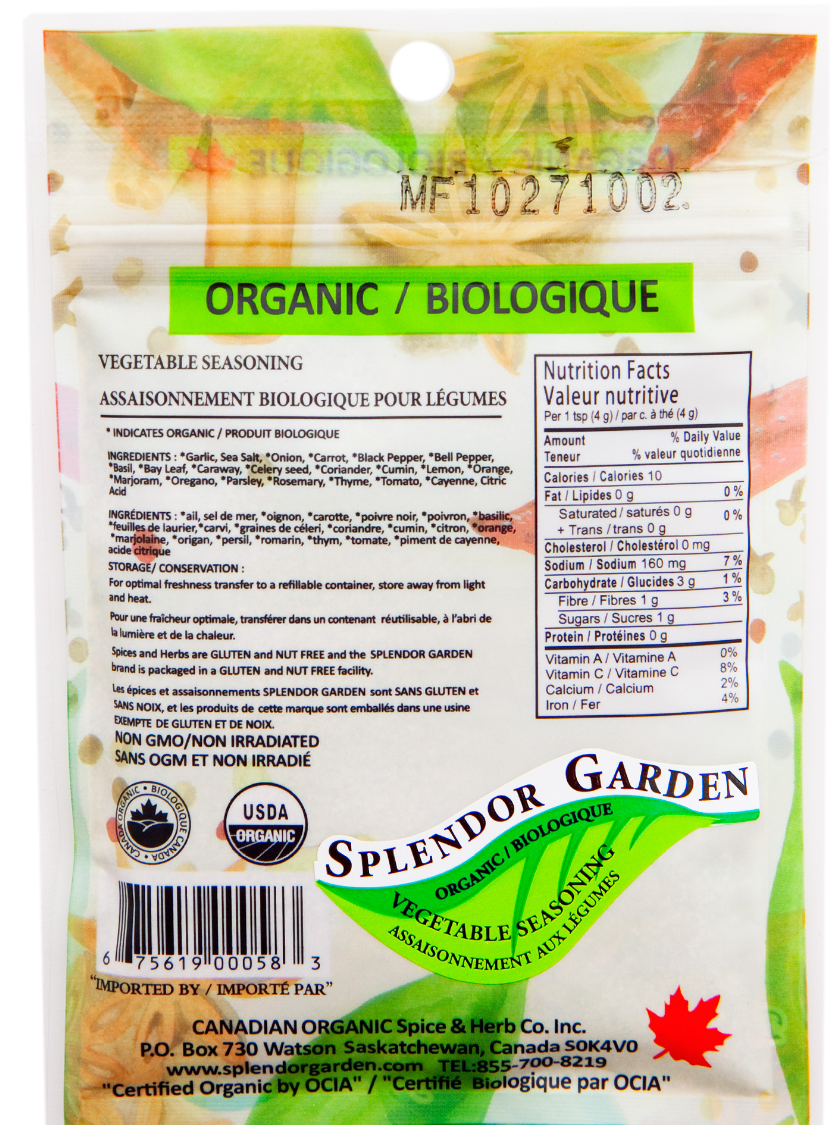 MF10271002.
ORGANIC / BIOLOGIQUE
VEGETABLE SEASONING
ASSAISONNEMENT BIOLOGIQUE POUR LÉGUMES
* INDICATES ORGANIC / PRODUIT BIOLOGIQUE
INGREDIENTS : *Garlic, Sea Salt, *Onion, *Carrot, *Black Pepper, *Bell Pepper,
*Basil, *Bay Leaf, *Caraway, *Celery seed, *Coriander, *Cumin, *Lemon, *Orange,
*Marjoram, *Oregano, *Parsley, *Rosemary, *Thyme, *Tomato, *Cayenne, Citric
Acid
INGRÉDIENTS : *ail, sel de mer, *oignon, *carotte, *poivre noir, *poivron, *basilic,
*feuilles de laurier, *carvi, *graines de céleri, *coriandre, *cumin, *citron, *orange,
*marjolaine, *origan, *persil, *romarin, *thym, *tomate, *piment de cayenne,
acide citrique
STORAGE/ CONSERVATION :
For optimal freshness transfer to a refillable container, store away from light
and heat.
Pour une fraîcheur optimale, transférer dans un contenant réutilisable, à l'abri de
la lumière et de la chaleur.
Spices and Herbs are GLUTEN and NUT FREE and the SPLENDOR GARDEN
brand is packaged in a GLUTEN and NUT FREE facility.
Les épices et assaisonnements SPLENDOR GARDEN sont SANS GLUTEN et
SANS NOIX, et les produits de cette marque sont emballés dans une usine
EXEMPTE DE GLUTEN ET DE NOIX.
NON GMO/NON IRRADIATED
SANS OGM ET NON IRRADIÉ
Nutrition Facts
Valeur nutritive
Per 1 tsp (4 g) / par c. à thé (4 g)
Amount % Daily Value
Teneur % valeur quotidienne
Calories / Calories 10
Fat / Lipides 0 g 0 %
Saturated / saturés 0 g 0 %
+ Trans / trans 0 g
Cholesterol / Cholestérol 0 mg
Sodium / Sodium 160 mg 7 %
Carbohydrate / Glucides 3 g 1 %
Fibre / Fibres 1 g 3 %
Sugars / Sucres 1 g
Protein / Protéines 0 g
Vitamin A / Vitamine A 0%
Vitamin C / Vitamine C 8%
Calcium / Calcium 2%
Iron / Fer 4%
CANADA ORGANIC • BIOLOGIQUE CANADA •
USDA
ORGANIC
SPLENDOR GARDEN
ORGANIC / BIOLOGIQUE
VEGETABLE SEASONING
ASSAISONNEMENT AUX LÉGUMES
6 75619 00058 3
"IMPORTED BY / IMPORTÉ PAR"
CANADIAN ORGANIC Spice & Herb Co. Inc.
P.O. Box 730 Watson Saskatchewan, Canada S0K4V0
www.splendorgarden.com TEL:855-700-8219
"Certified Organic by OCIA" / "Certifié Biologique par OCIA"